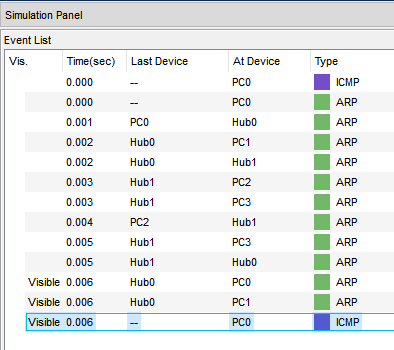 Simulation Panel
Event List
Vis. Time(sec) Last Device At Device Type
0.000 -- PC0 ICMP
0.000 -- PC0 ARP
0.001 PC0 Hub0 ARP
0.002 Hub0 PC1 ARP
0.002 Hub0 Hub1 ARP
0.003 Hub1 PC2 ARP
0.003 Hub1 PC3 ARP
0.004 PC2 Hub1 ARP
0.005 Hub1 PC3 ARP
0.005 Hub1 Hub0 ARP
Visible 0.006 Hub0 PC0 ARP
Visible 0.006 Hub0 PC1 ARP
Visible 0.006 -- PC0 ICMP